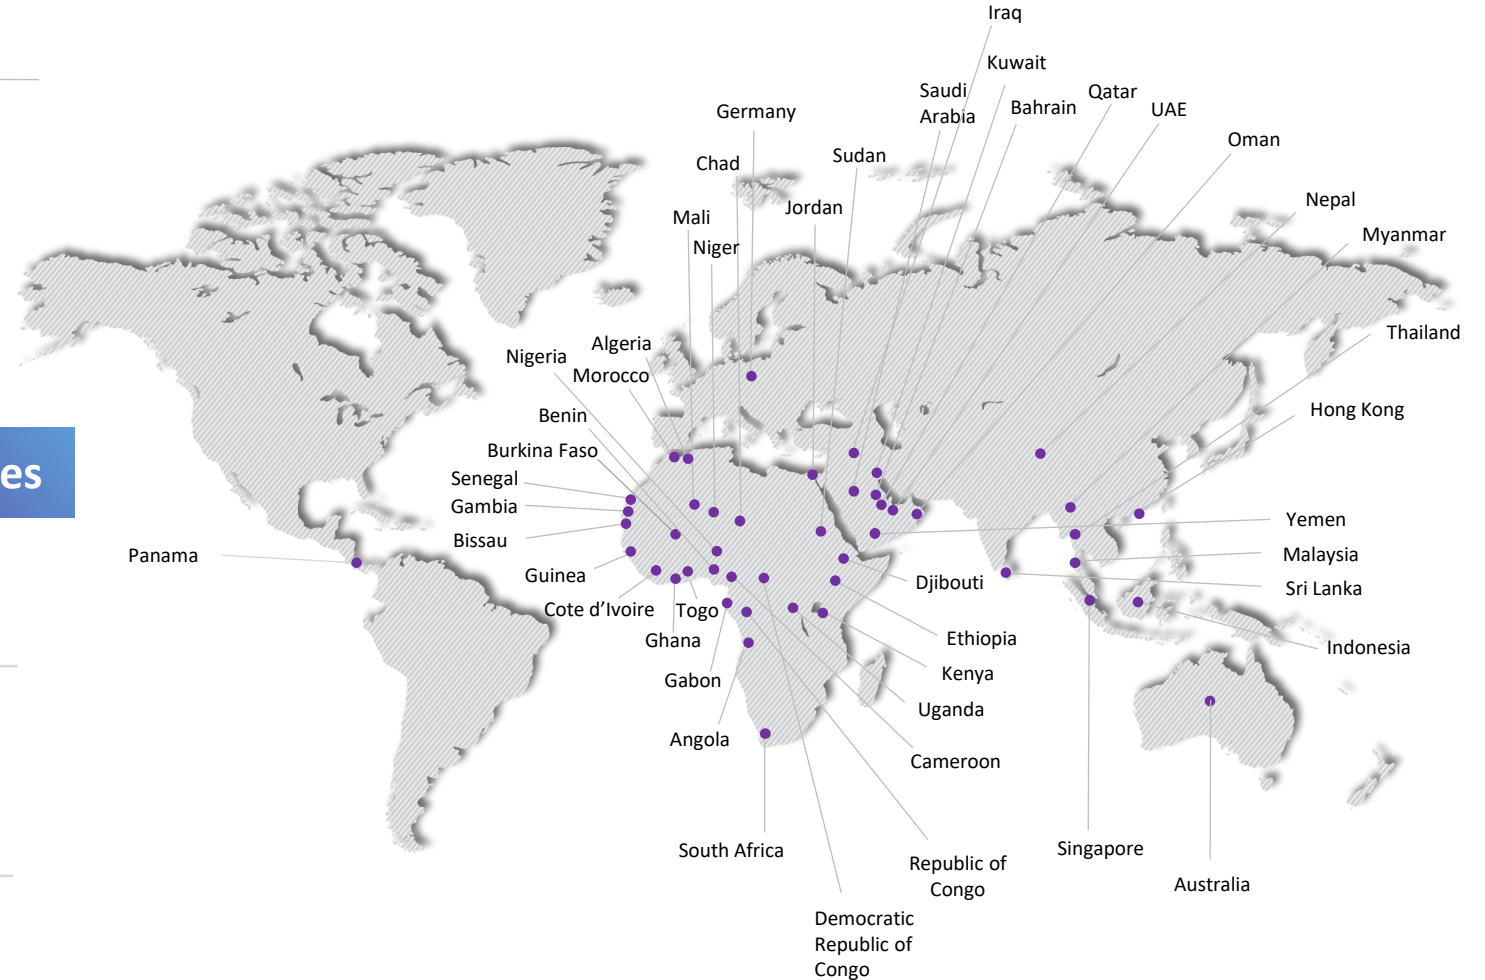 Iraq
Kuwait
Saudi
Arabia
Qatar
Bahrain
UAE
Germany
Oman
Sudan
Chad
Nepal
Jordan
Mali
Myanmar
Niger
Thailand
Algeria
Nigeria
Morocco
Hong Kong
Benin
Burkina Faso
es
Senegal
Gambia
Yemen
Bissau
Malaysia
Panama
Guinea
Djibouti
Sri Lanka
Cote d’Ivoire
Togo
Ghana
Ethiopia
Indonesia
Kenya
Gabon
Uganda
Angola
Cameroon
South Africa
Singapore
Republic of
Congo
Australia
Democratic
Republic of
Congo